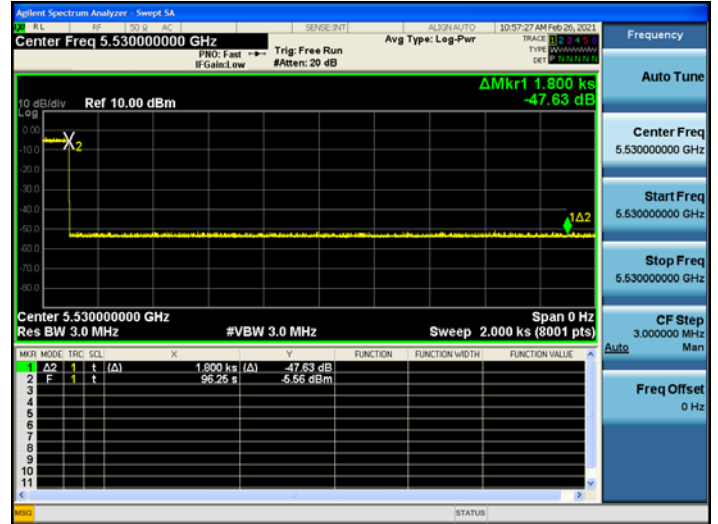 Agilent Spectrum Analyzer - Swept SA
RL RF 50 Ω AC SENSE:INT ALIGNAUTO 10:57:27 AM Feb 26, 2021
Center Freq 5.530000000 GHz
PNO: Fast
IFGain:Low
Trig: Free Run
#Atten: 20 dB
Avg Type: Log-Pwr
TRACE 1 2 3 4 5 6
TYPE W
DET P N N N N N
ΔMkr1 1.800 ks
-47.63 dB
10 dB/div Ref 10.00 dBm
Log
0.00
-10.0
-20.0
-30.0
-40.0
-50.0
-60.0
-70.0
-80.0
2
1Δ2
Center 5.530000000 GHz Span 0 Hz
Res BW 3.0 MHz #VBW 3.0 MHz Sweep 2.000 ks (8001 pts)
MKR MODE TRC SCL X Y FUNCTION FUNCTION WIDTH FUNCTION VALUE
1 Δ2 1 t (Δ) 1.800 ks (Δ) -47.63 dB
2 F 1 t 96.25 s -5.56 dBm
3
4
5
6
7
8
9
10
11
MSG STATUS
Frequency
Auto Tune
Center Freq
5.530000000 GHz
Start Freq
5.530000000 GHz
Stop Freq
5.530000000 GHz
CF Step
3.000000 MHz
Auto Man
Freq Offset
0 Hz